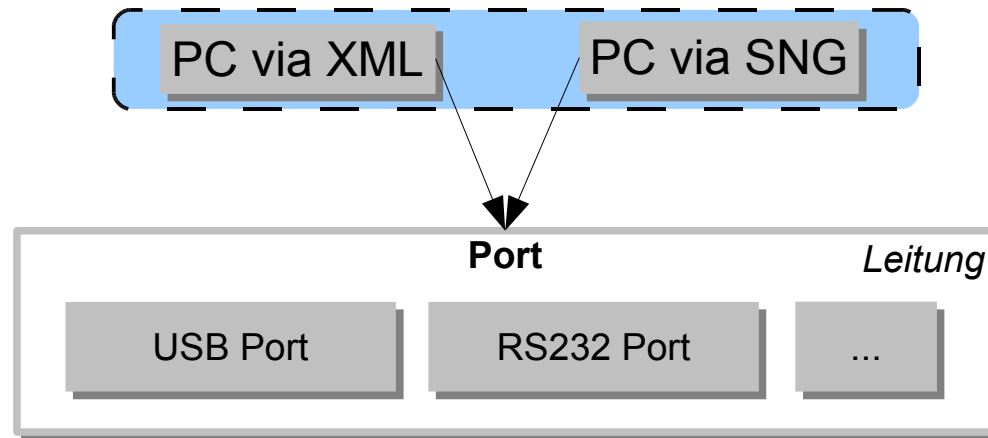 PC via XML
PC via SNG
Port
Leitung
USB Port
RS232 Port
...